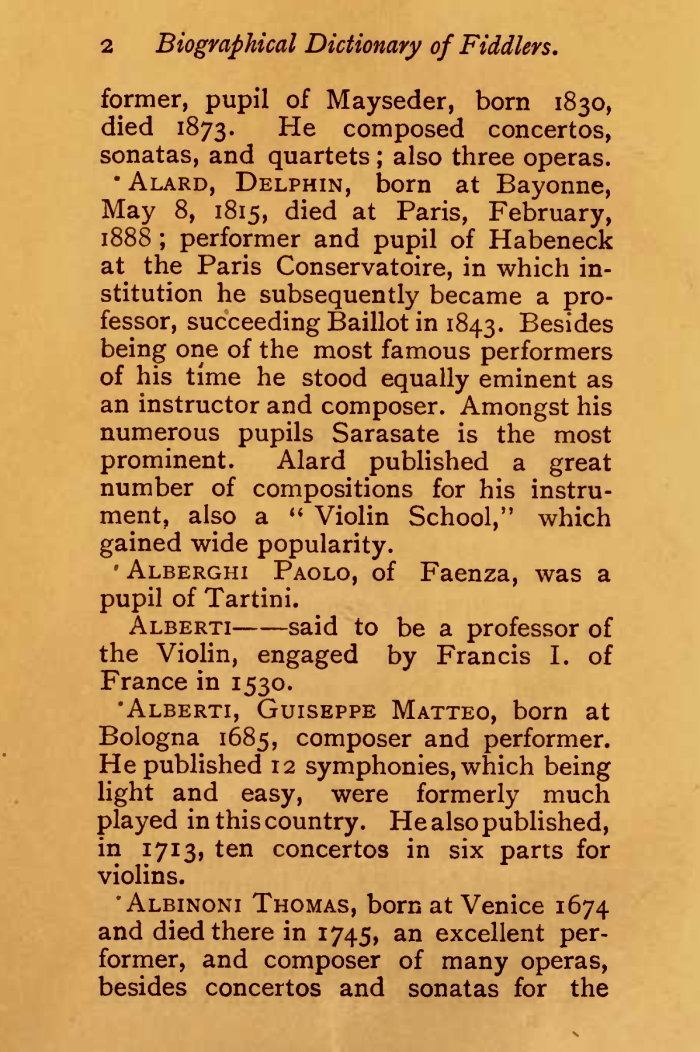 2 Biographical Dictionary of Fiddlers.
former, pupil of Mayseder, born 1830,
died 1873. He composed concertos,
sonatas, and quartets ; also three operas.
ALARD, DELPHIN, born at Bayonne,
May 8, 1815, died at Paris, February,
1888 ; performer and pupil of Habeneck
at the Paris Conservatoire, in which in-
stitution he subsequently became a pro-
fessor, succeeding Baillot in 1843. Besides
being one of the most famous performers
of his time he stood equally eminent as
an instructor and composer. Amongst his
numerous pupils Sarasate is the most
prominent. Alard published a great
number of compositions for his instru-
ment, also a “ Violin School,” which
gained wide popularity.
ALBERGHI PAOLO, of Faenza, was a
pupil of Tartini.
ALBERTI——said to be a professor of
the Violin, engaged by Francis I. of
France in 1530.
ALBERTI, GUISEPPE MATTEO, born at
Bologna 1685, composer and performer.
He published 12 symphonies, which being
light and easy, were formerly much
played in this country. He also published,
in 1713, ten concertos in six parts for
violins.
ALBINONI THOMAS, born at Venice 1674
and died there in 1745, an excellent per-
former, and composer of many operas,
besides concertos and sonatas for the